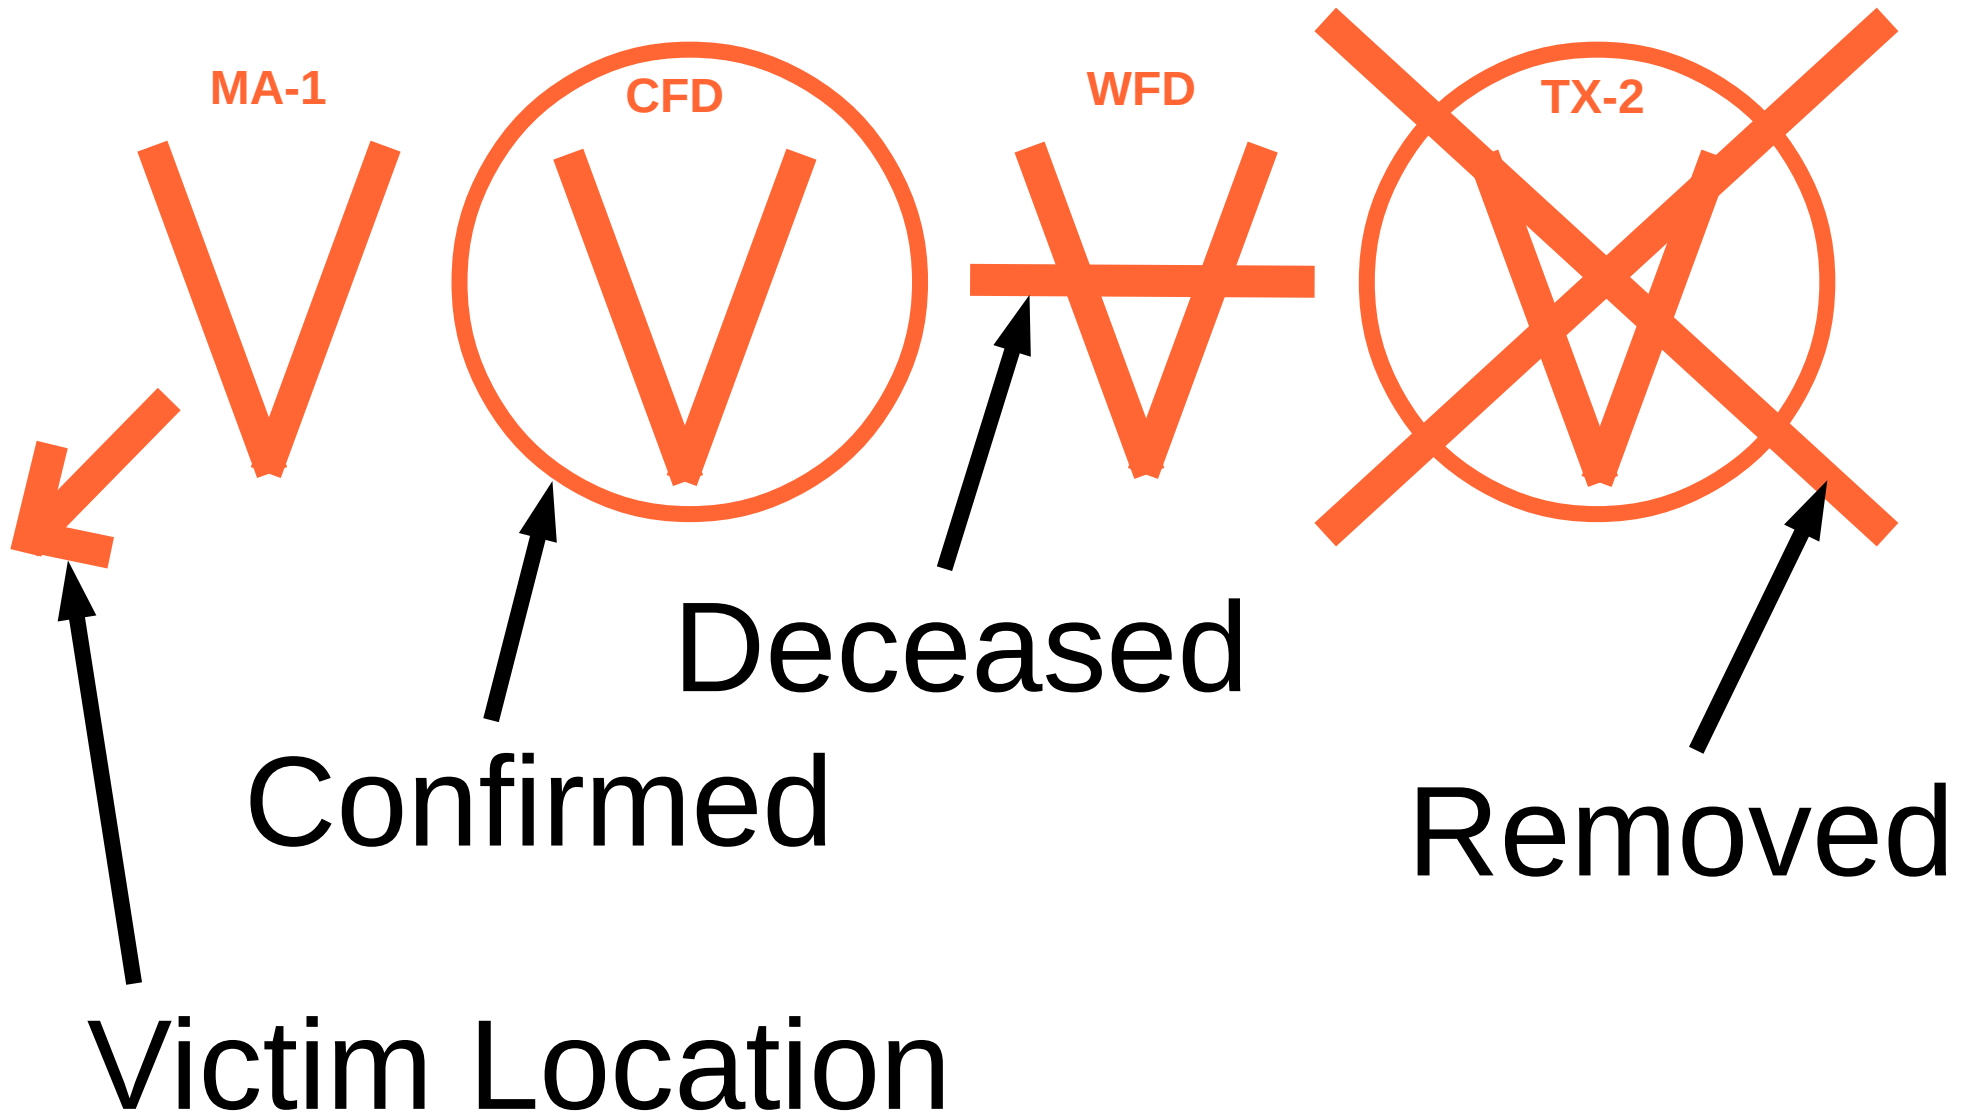 MA-1
CFD
WFD
TX-2
Deceased
Confirmed
Removed
Victim Location